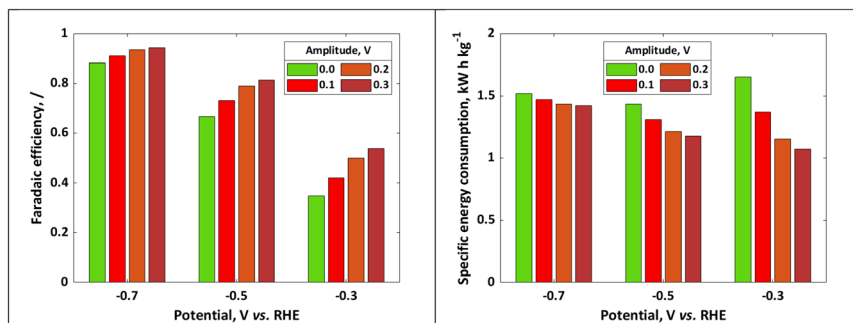 Amplitude, V
0.0 0.2
0.1 0.3
Faradaic efficiency, /
1
0.8
0.6
0.4
0.2
0
-0.7 -0.5 -0.3
Potential, V vs. RHE
Amplitude, V
0.0 0.2
0.1 0.3
Specific energy consumption, kW h kg⁻¹
2
1.5
1
0.5
0
-0.7 -0.5 -0.3
Potential, V vs. RHE